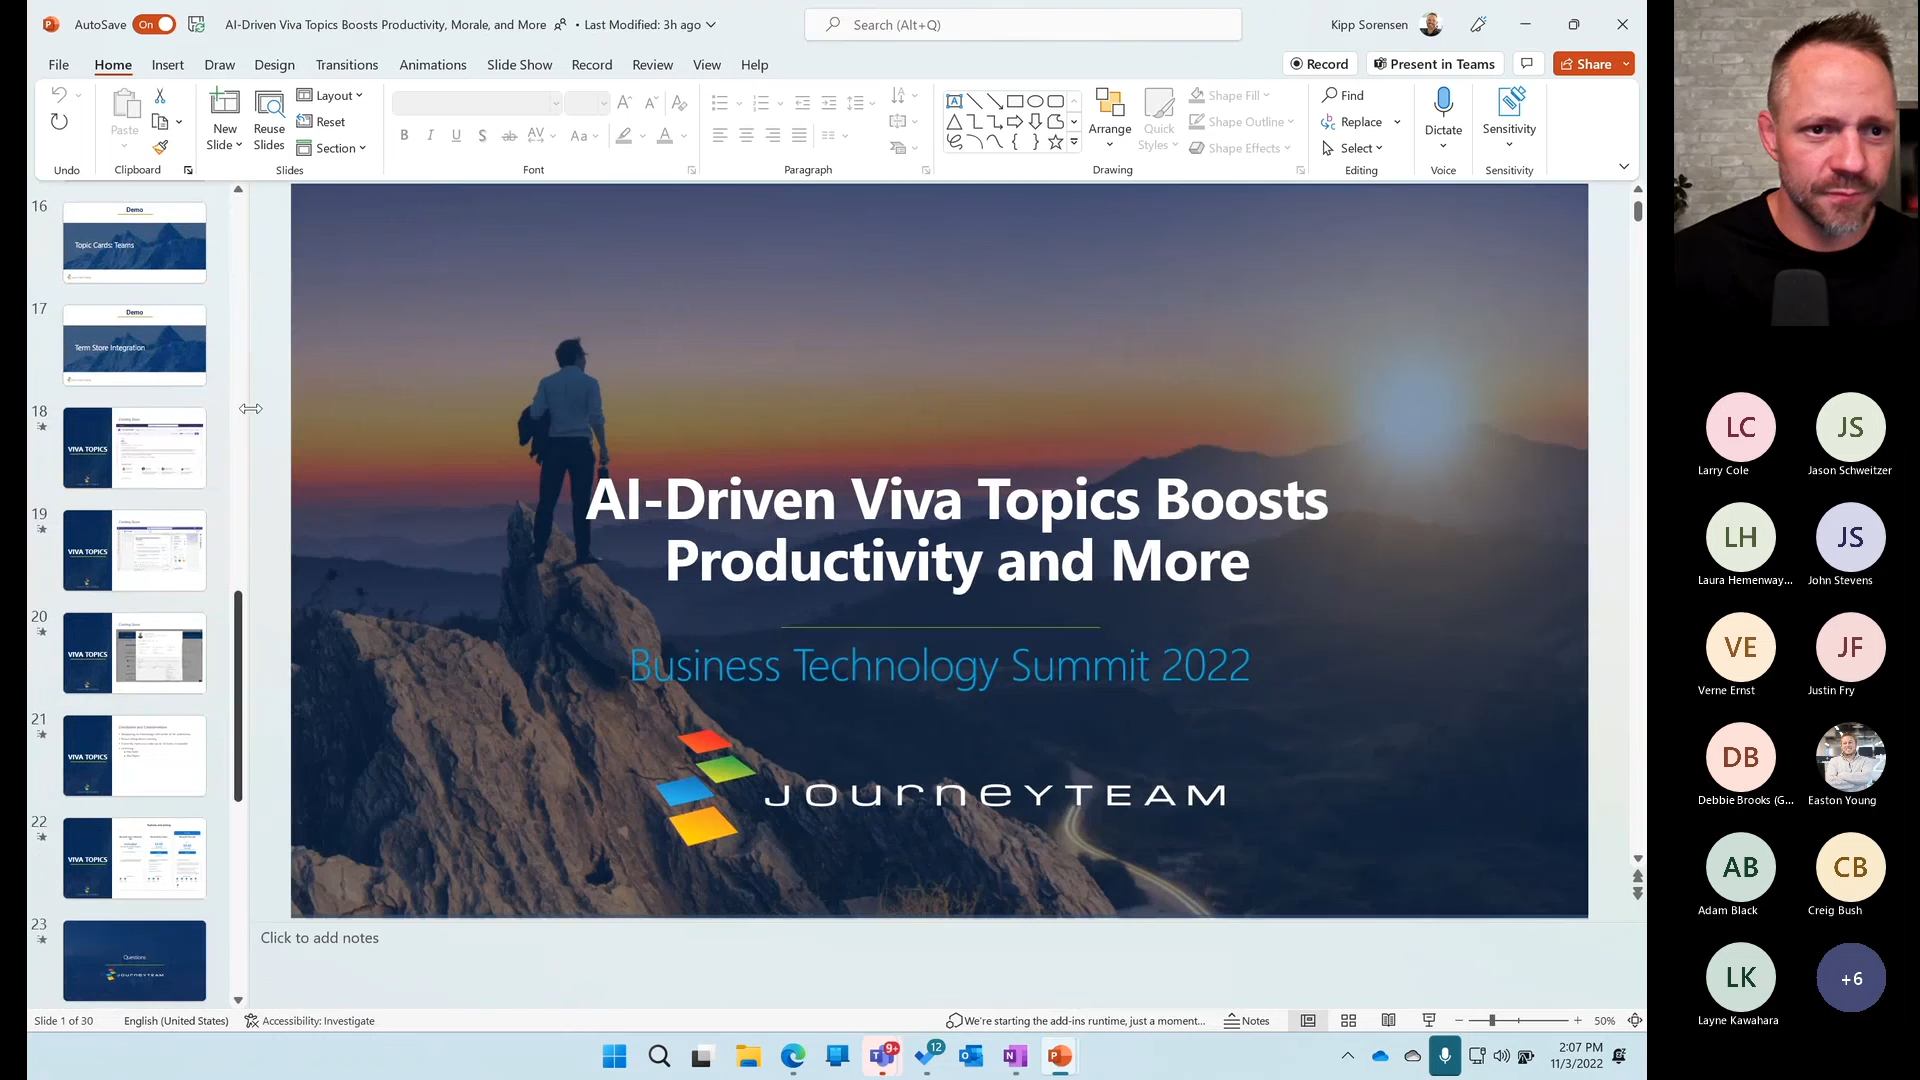 AutoSave
On
AI-Driven Viva Topics Boosts Productivity, Morale, and More
• Last Modified: 3h ago
Search (Alt+Q)
Kipp Sorensen
File
Home
Insert
Draw
Design
Transitions
Animations
Slide Show
Record
Review
View
Help
Record
Present in Teams
Share
Undo
Paste
Clipboard
New
Slide
Reuse
Slides
Layout
Reset
Section
Slides
B I U S ab AV Aa A
Font
Paragraph
Arrange
Quick
Styles
Shape Fill
Shape Outline
Shape Effects
Drawing
Find
Replace
Select
Editing
Dictate
Voice
Sensitivity
Sensitivity
16
Demo
Topic Cards: Teams
17
Demo
Term Store Integration
18
VIVA TOPICS
19
VIVA TOPICS
20
VIVA TOPICS
21
VIVA TOPICS
22
VIVA TOPICS
23
Questions
JOURNEYTEAM
AI-Driven Viva Topics Boosts
Productivity and More
Business Technology Summit 2022
JOURNEYTEAM
Click to add notes
Slide 1 of 30
English (United States)
Accessibility: Investigate
We're starting the add-ins runtime, just a moment...
Notes
50%
9+
12
2:07 PM
11/3/2022
LC
Larry Cole
JS
Jason Schweitzer
LH
Laura Hemenway...
JS
John Stevens
VE
Verne Ernst
JF
Justin Fry
DB
Debbie Brooks (G...
Easton Young
AB
Adam Black
CB
Creig Bush
LK
Layne Kawahara
+6